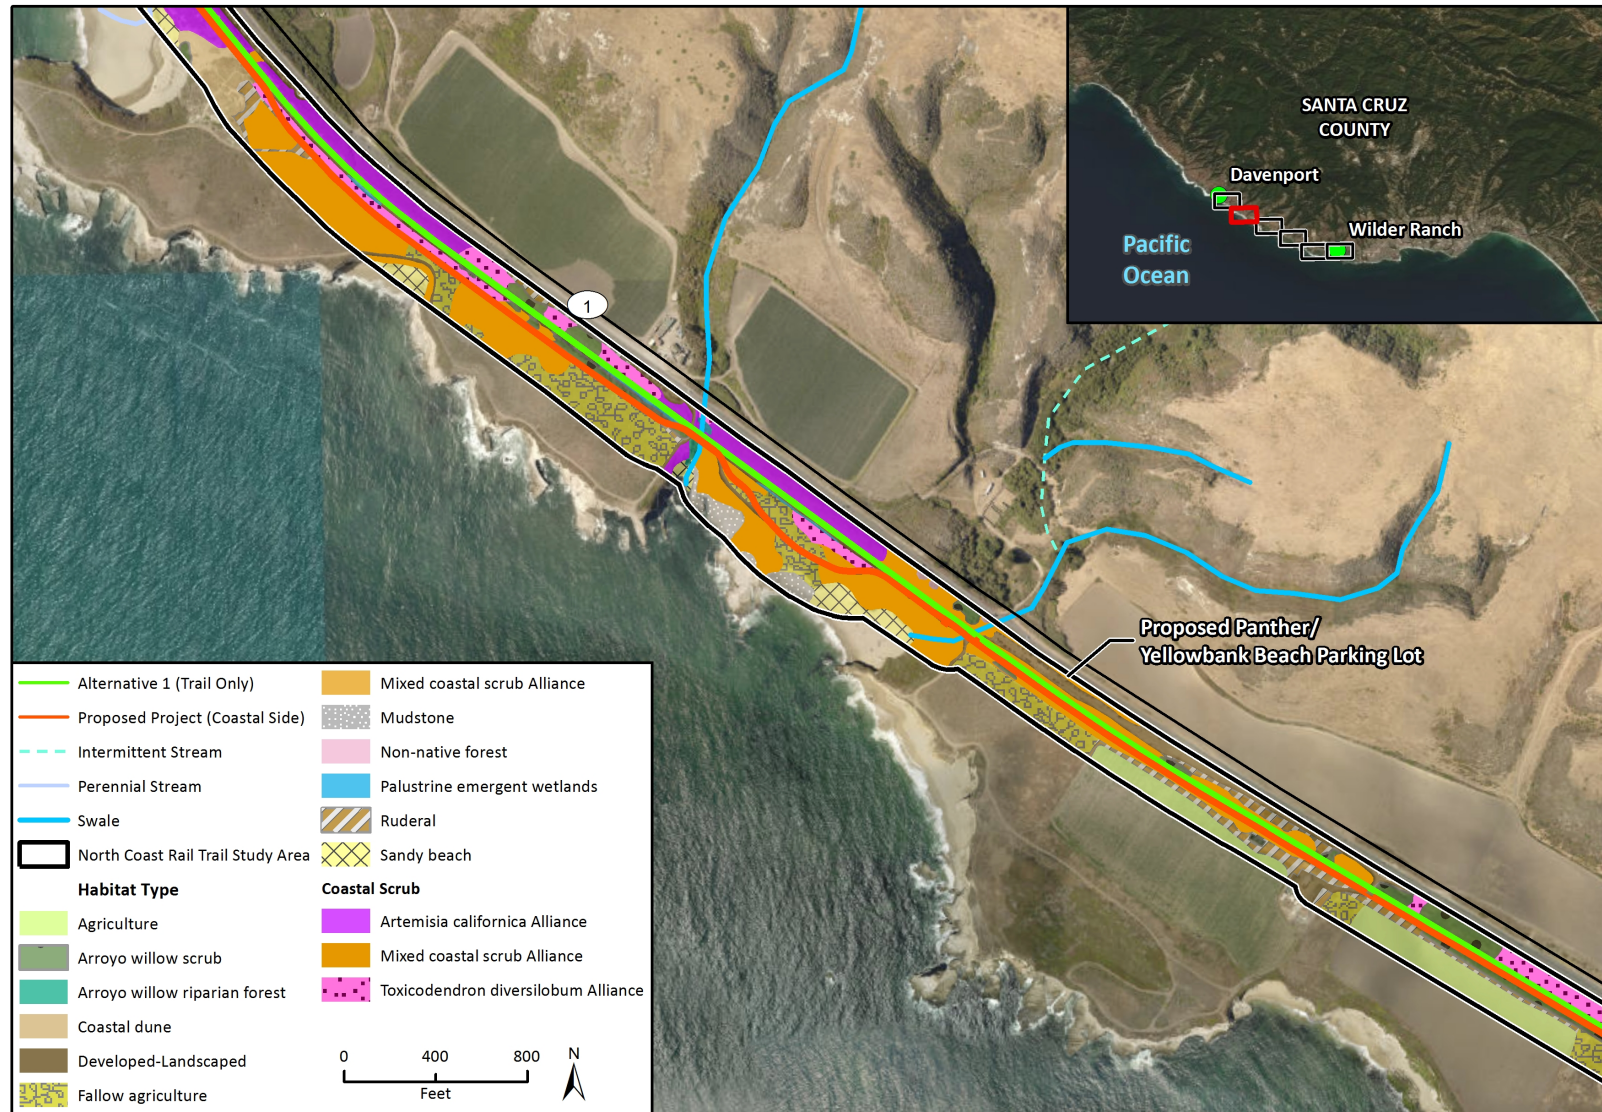 SANTA CRUZ
COUNTY
Davenport
Wilder Ranch
Pacific
Ocean
1
Proposed Panther/
Yellowbank Beach Parking Lot
Alternative 1 (Trail Only)
Proposed Project (Coastal Side)
Intermittent Stream
Perennial Stream
Swale
North Coast Rail Trail Study Area
Habitat Type
Agriculture
Arroyo willow scrub
Arroyo willow riparian forest
Coastal dune
Developed-Landscaped
Fallow agriculture
Mixed coastal scrub Alliance
Mudstone
Non-native forest
Palustrine emergent wetlands
Ruderal
Sandy beach
Coastal Scrub
Artemisia californica Alliance
Mixed coastal scrub Alliance
Toxicodendron diversilobum Alliance
0 400 800
Feet
N